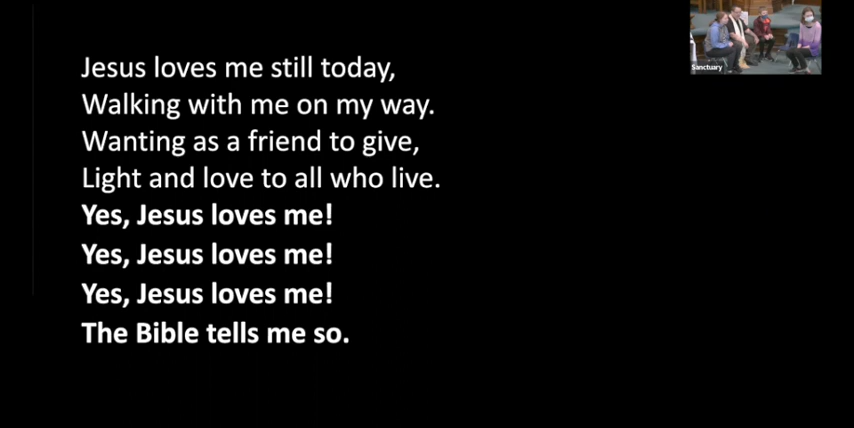 Jesus loves me still today,
Walking with me on my way.
Wanting as a friend to give,
Light and love to all who live.
Yes, Jesus loves me!
Yes, Jesus loves me!
Yes, Jesus loves me!
The Bible tells me so.
Sanctuary